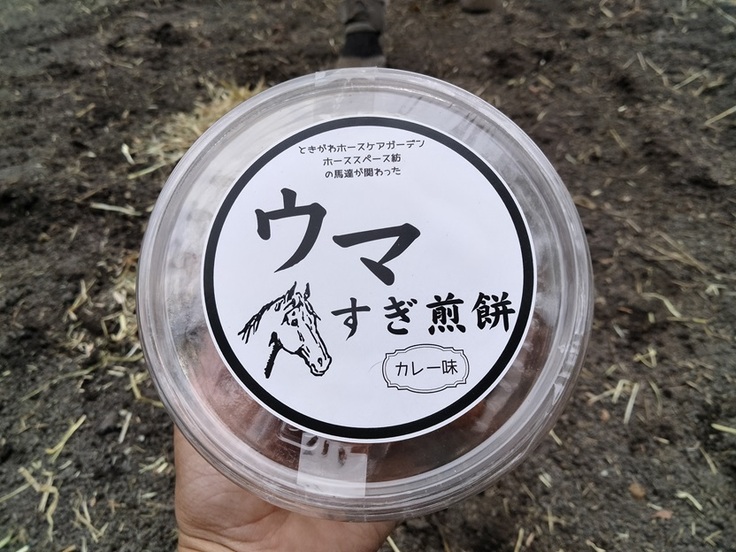 ときがわホースケアガーデン
ホーススペース紡
の馬達が関わった
ウマ
すぎ煎餅
カレー味